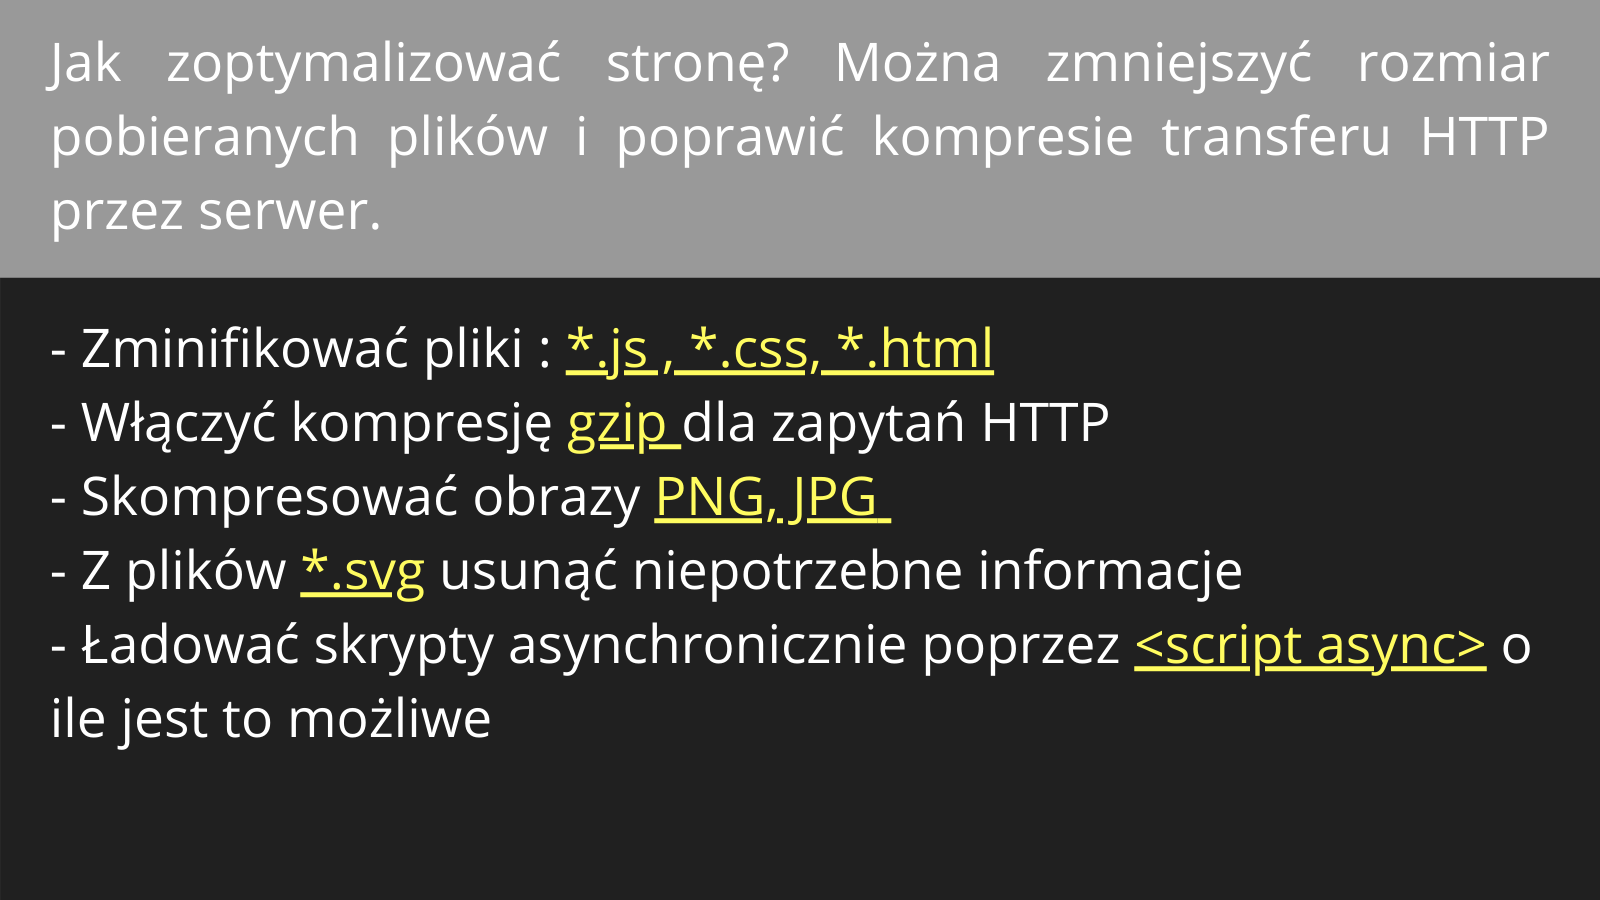 Jak zoptymalizować stronę? Można zmniejszyć rozmiar
pobieranych plików i poprawić kompresie transferu HTTP
przez serwer.
- Zminifikować pliki : *.js , *.css, *.html
- Włączyć kompresję gzip dla zapytań HTTP
- Skompresować obrazy PNG, JPG
- Z plików *.svg usunąć niepotrzebne informacje
- Ładować skrypty asynchronicznie poprzez <script async> o
ile jest to możliwe